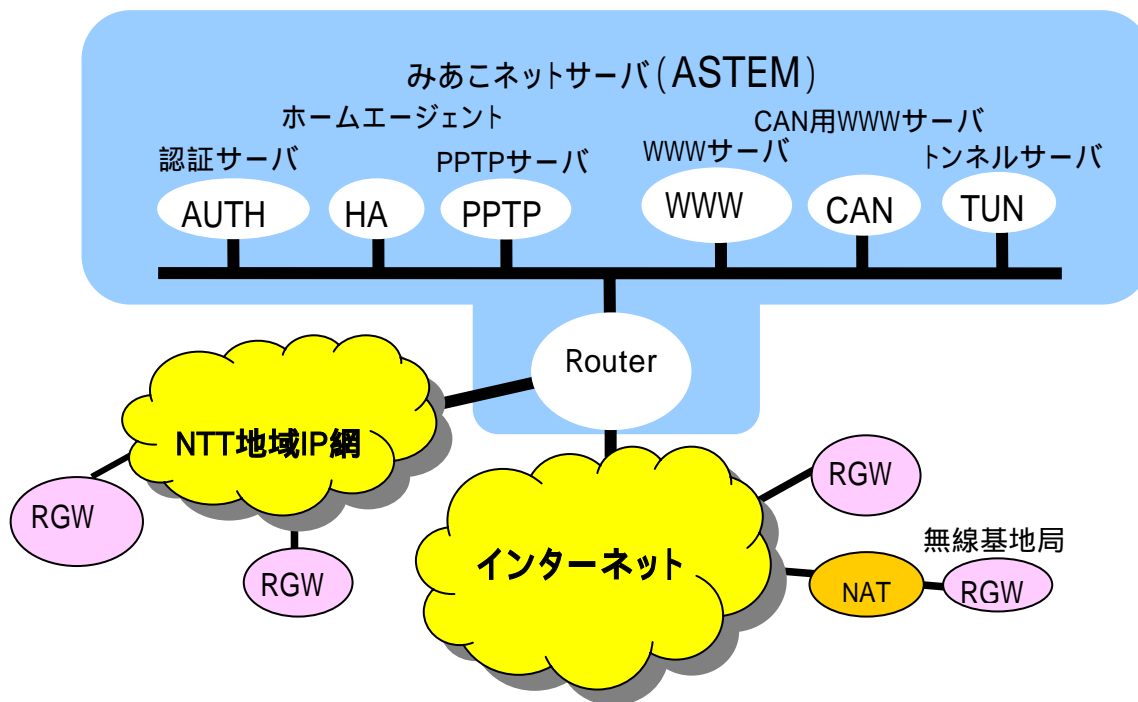 みあこネットサーバ(ASTEM)
ホームエージェント
CAN用WWWサーバ
認証サーバ
PPTPサーバ
WWWサーバ
トンネルサーバ
AUTH
HA
PPTP
WWW
CAN
TUN
Router
NTT地域IP網
RGW
RGW
インターネット
RGW
無線基地局
NAT
RGW